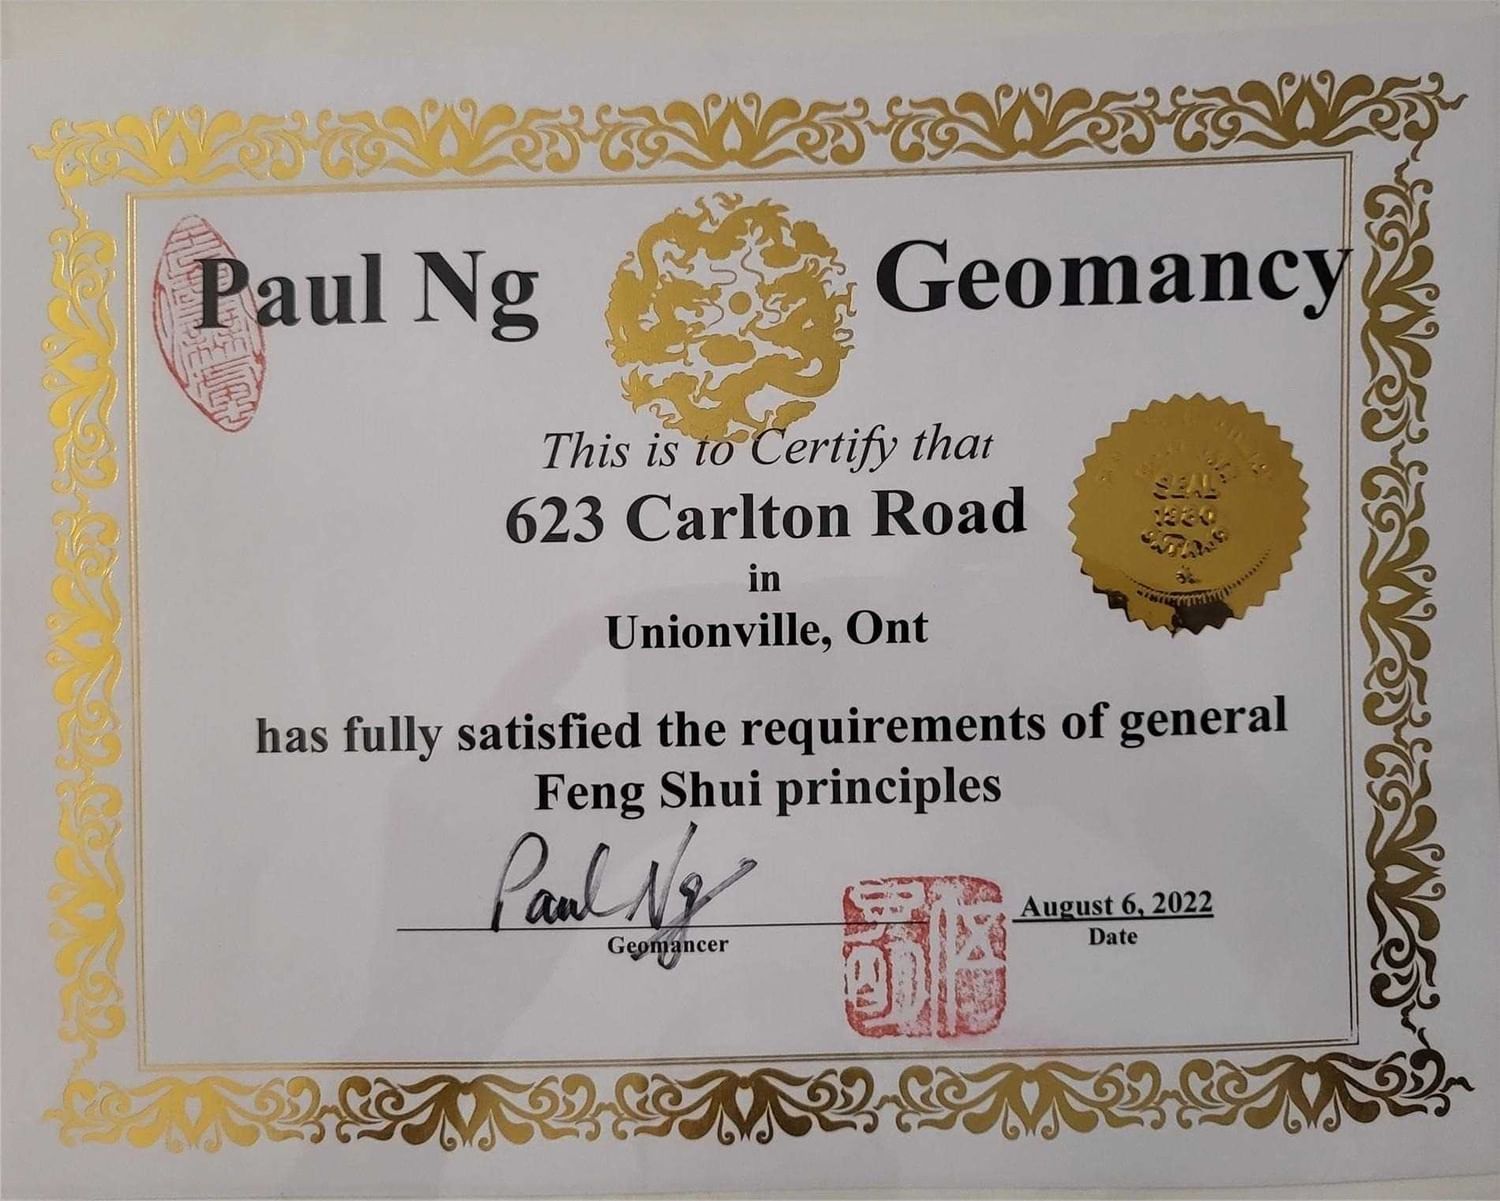 Paul Ng Geomancy
This is to Certify that
623 Carlton Road
in
Unionville, Ont
has fully satisfied the requirements of general
Feng Shui principles
Paul Ng
Geomancer
August 6, 2022
Date
SEAL